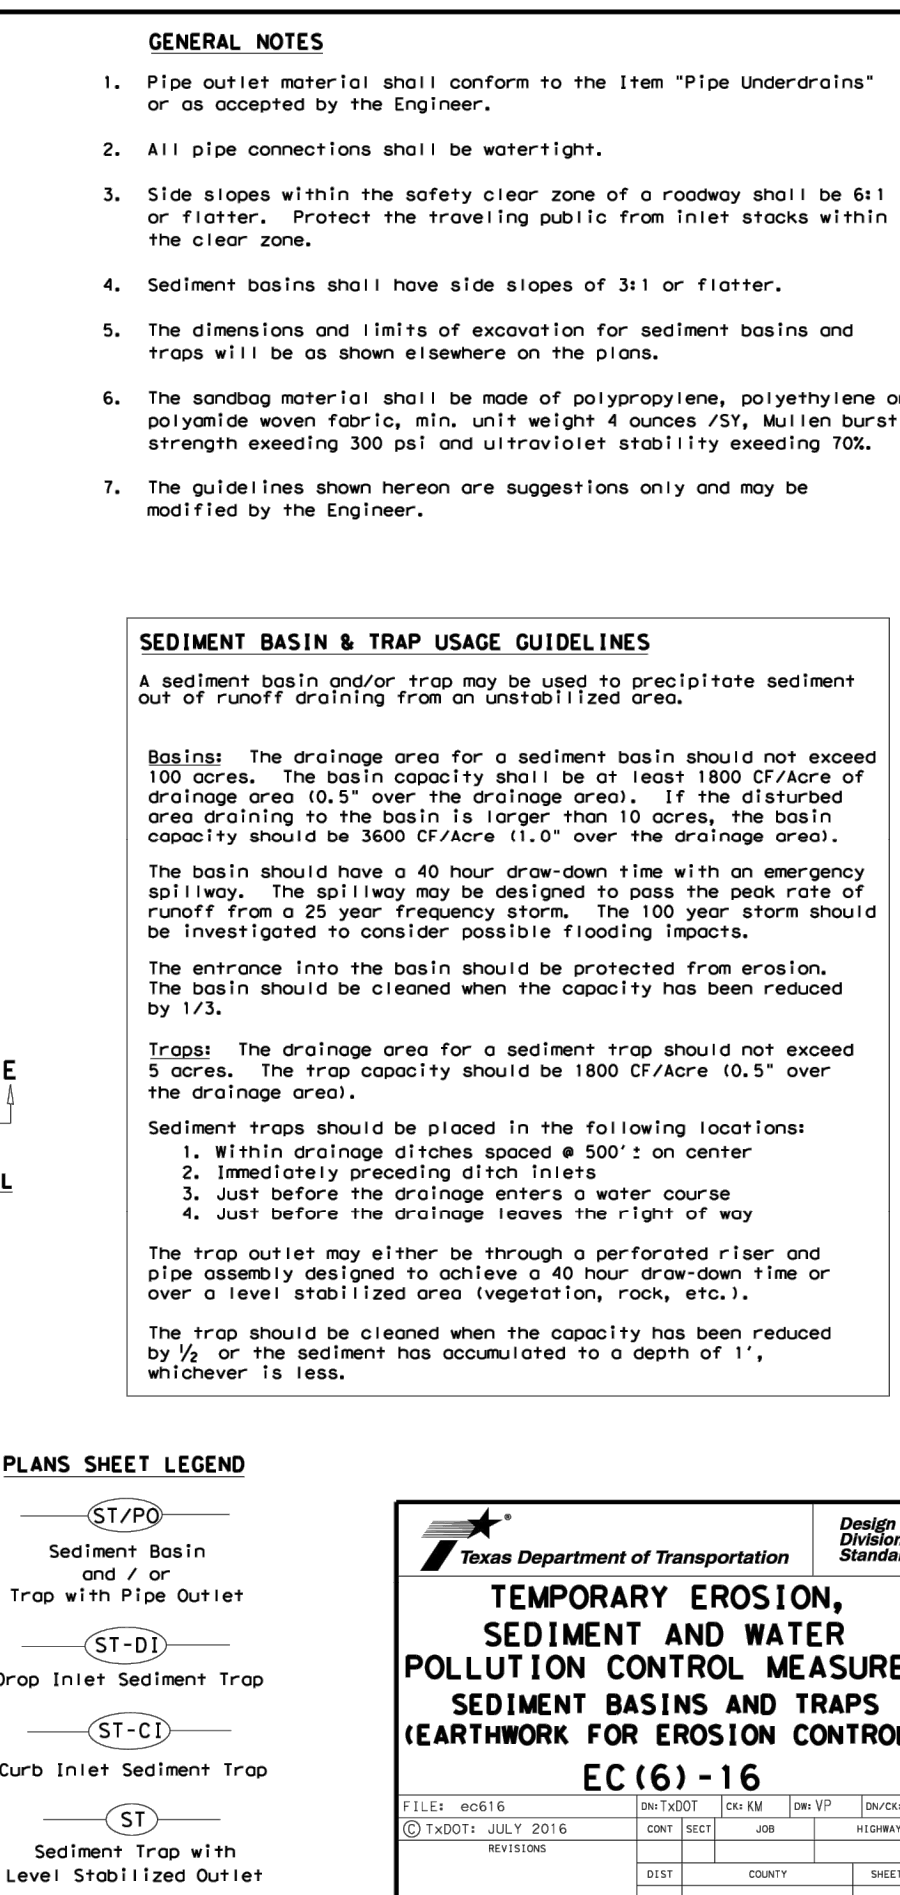 GENERAL NOTES
1. Pipe outlet material shall conform to the Item "Pipe Underdrains"
or as accepted by the Engineer.
2. All pipe connections shall be watertight.
3. Side slopes within the safety clear zone of a roadway shall be 6:1
or flatter. Protect the traveling public from inlet stacks within
the clear zone.
4. Sediment basins shall have side slopes of 3:1 or flatter.
5. The dimensions and limits of excavation for sediment basins and
traps will be as shown elsewhere on the plans.
6. The sandbag material shall be made of polypropylene, polyethylene or
polyamide woven fabric, min. unit weight 4 ounces /SY, Mullen burst
strength exeeding 300 psi and ultraviolet stability exeeding 70%.
7. The guidelines shown hereon are suggestions only and may be
modified by the Engineer.
SEDIMENT BASIN & TRAP USAGE GUIDELINES
A sediment basin and/or trap may be used to precipitate sediment
out of runoff draining from an unstabilized area.
Basins: The drainage area for a sediment basin should not exceed
100 acres. The basin capacity shall be at least 1800 CF/Acre of
drainage area (0.5" over the drainage area). If the disturbed
area draining to the basin is larger than 10 acres, the basin
capacity should be 3600 CF/Acre (1.0" over the drainage area).
The basin should have a 40 hour draw-down time with an emergency
spillway. The spillway may be designed to pass the peak rate of
runoff from a 25 year frequency storm. The 100 year storm should
be investigated to consider possible flooding impacts.
The entrance into the basin should be protected from erosion.
The basin should be cleaned when the capacity has been reduced
by 1/3.
Traps: The drainage area for a sediment trap should not exceed
5 acres. The trap capacity should be 1800 CF/Acre (0.5" over
the drainage area).
Sediment traps should be placed in the following locations:
1. Within drainage ditches spaced @ 500'± on center
2. Immediately preceding ditch inlets
3. Just before the drainage enters a water course
4. Just before the drainage leaves the right of way
The trap outlet may either be through a perforated riser and
pipe assembly designed to achieve a 40 hour draw-down time or
over a level stabilized area (vegetation, rock, etc.).
The trap should be cleaned when the capacity has been reduced
by ½ or the sediment has accumulated to a depth of 1',
whichever is less.
E
L
PLANS SHEET LEGEND
ST/PO
Sediment Basin
and / or
Trap with Pipe Outlet
ST-DI
Drop Inlet Sediment Trap
ST-CI
Curb Inlet Sediment Trap
ST
Sediment Trap with
Level Stabilized Outlet
Texas Department of Transportation
Design
Division
Standar
TEMPORARY EROSION,
SEDIMENT AND WATER
POLLUTION CONTROL MEASURE
SEDIMENT BASINS AND TRAPS
(EARTHWORK FOR EROSION CONTROL
EC(6)-16
FILE: ec616 DN: TxDOT CK: KM DW: VP DN/CK:
© TxDOT: JULY 2016 CONT SECT JOB HIGHWAY
REVISIONS
DIST COUNTY SHEET